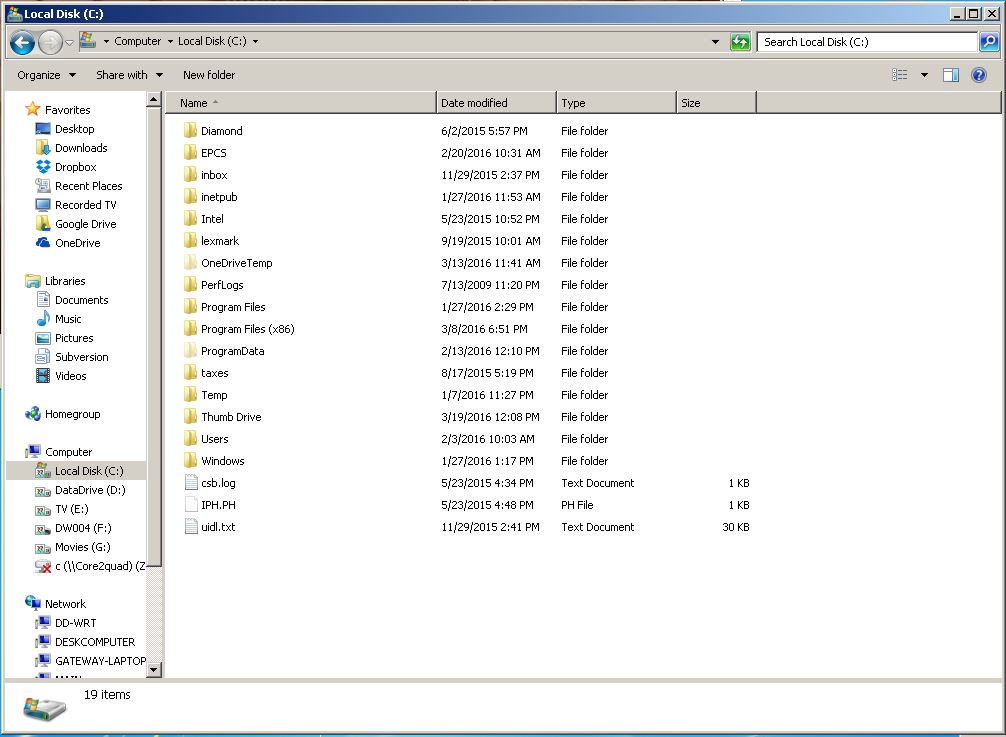 Local Disk (C:)
Computer Local Disk (C:) Search Local Disk (C:)
Organize Share with New folder
Favorites
Desktop
Downloads
Dropbox
Recent Places
Recorded TV
Google Drive
OneDrive
Libraries
Documents
Music
Pictures
Subversion
Videos
Homegroup
Computer
Local Disk (C:)
DataDrive (D:)
TV (E:)
DW004 (F:)
Movies (G:)
c (\\Core2quad) (Z
Network
DD-WRT
DESKCOMPUTER
GATEWAY-LAPTOP
Name Date modified Type Size
Diamond 6/2/2015 5:57 PM File folder
EPCS 2/20/2016 10:31 AM File folder
inbox 11/29/2015 2:37 PM File folder
inetpub 1/27/2016 11:53 AM File folder
Intel 5/23/2015 10:52 PM File folder
lexmark 9/19/2015 10:01 AM File folder
OneDriveTemp 3/13/2016 11:41 AM File folder
PerfLogs 7/13/2009 11:20 PM File folder
Program Files 1/27/2016 2:29 PM File folder
Program Files (x86) 3/8/2016 6:51 PM File folder
ProgramData 2/13/2016 12:10 PM File folder
taxes 8/17/2015 5:19 PM File folder
Temp 1/7/2016 11:27 PM File folder
Thumb Drive 3/19/2016 12:08 PM File folder
Users 2/3/2016 10:03 AM File folder
Windows 1/27/2016 1:17 PM File folder
csb.log 5/23/2015 4:34 PM Text Document 1 KB
IPH.PH 5/23/2015 4:48 PM PH File 1 KB
uidl.txt 11/29/2015 2:41 PM Text Document 30 KB
19 items